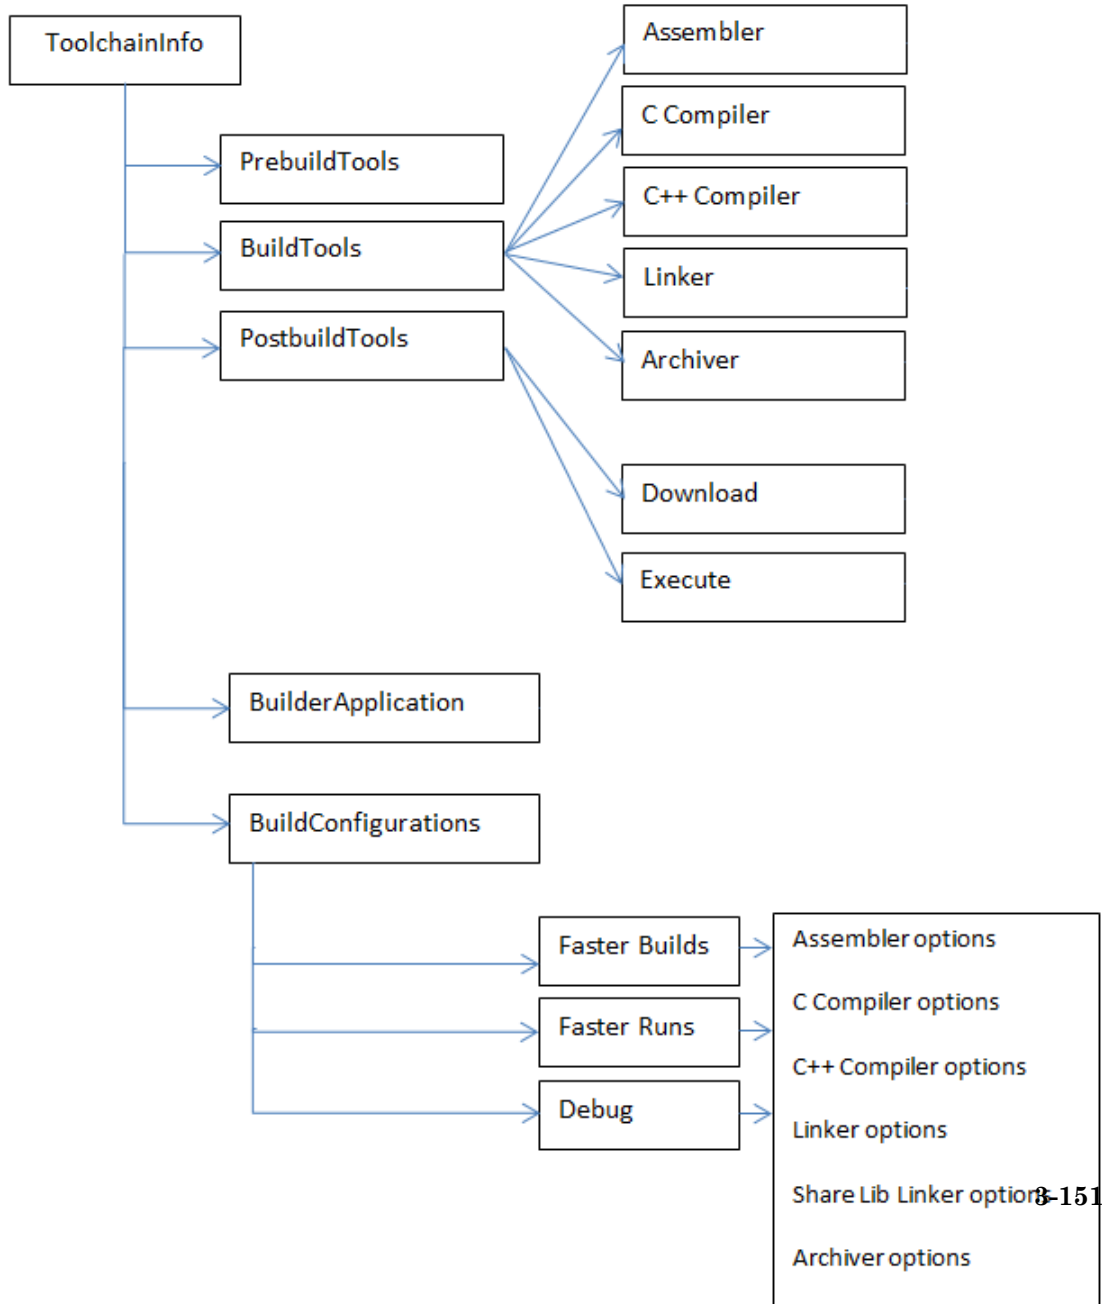 ToolchainInfo
Assembler
C Compiler
PrebuildTools
C++ Compiler
BuildTools
Linker
PostbuildTools
Archiver
Download
Execute
BuilderApplication
BuildConfigurations
Faster Builds
Assembler options
C Compiler options
Faster Runs
C++ Compiler options
Debug
Linker options
Share Lib Linker options
3-151
Archiver options